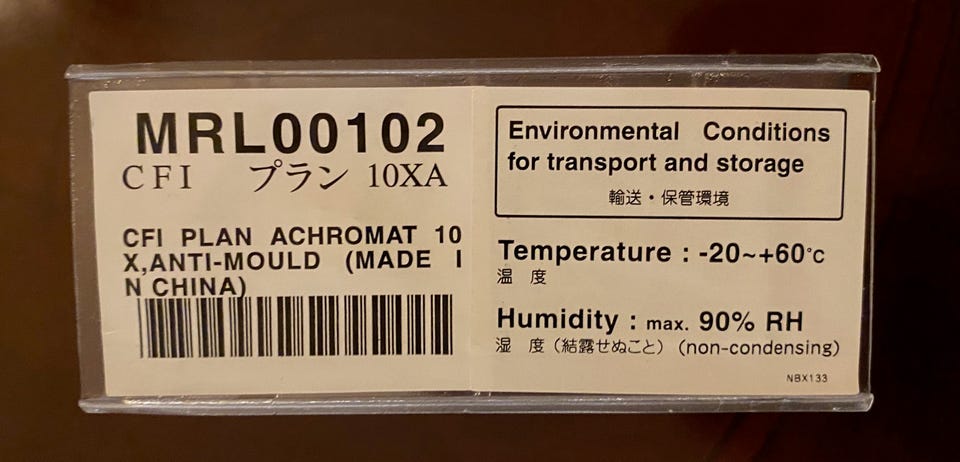 MRL00102
CFI プラン 10XA
CFI PLAN ACHROMAT 10
X,ANTI-MOULD (MADE I
N CHINA)
Environmental Conditions
for transport and storage
輸送・保管環境
Temperature : -20~+60°C
温 度
Humidity : max. 90% RH
湿 度（結露せぬこと） (non-condensing)
NBX133